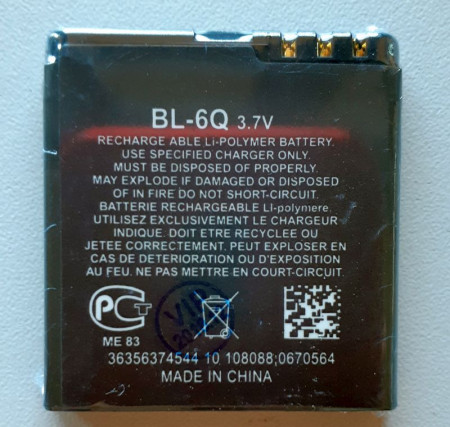 BL-6Q 3.7V
RECHARGE ABLE Li-POLYMER BATTERY.
USE SPECIFIED CHARGER ONLY.
MUST BE DISPOSED OF PROPERLY.
MAY EXPLODE IF DAMAGED OR DISPOSED
OF IN FIRE DO NOT SHORT-CIRCUIT.
BATTERIE RECHARGEABLE LI-polymere.
UTILISEZ EXCLUSIVEMENT LE CHARGEUR
INDIQUE. DOIT ETRE RECYCLEE OU
JETEE CORRECTEMENT. PEUT EXPLOSER EN
CAS DE DETERATION OU D'EXPOSITION
AU FEU. NE PAS METTRE EN COURT-CIRCUIT.
PCT
ME 83
VII
36356374544 10 108088;0670564
MADE IN CHINA